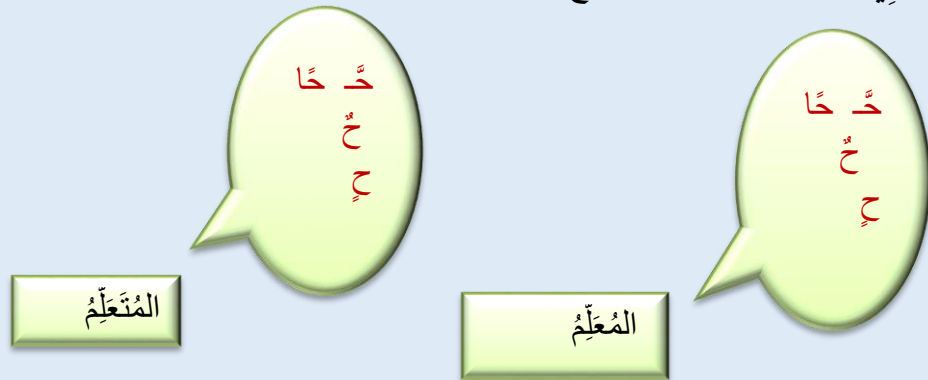 حَّـ حًا
حٌ
حٍ
المُعَلِّمُ
حَّـ حًا
حٌ
حٍ
المُتَعَلِّمُ